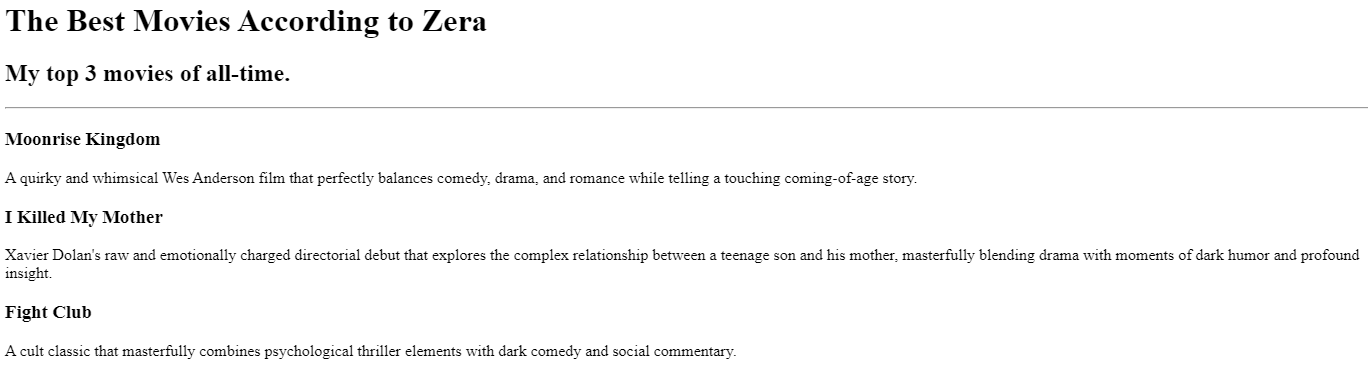 The Best Movies According to Zera
My top 3 movies of all-time.
Moonrise Kingdom
A quirky and whimsical Wes Anderson film that perfectly balances comedy, drama, and romance while telling a touching coming-of-age story.
I Killed My Mother
Xavier Dolan's raw and emotionally charged directorial debut that explores the complex relationship between a teenage son and his mother, masterfully blending drama with moments of dark humor and profound
insight.
Fight Club
A cult classic that masterfully combines psychological thriller elements with dark comedy and social commentary.